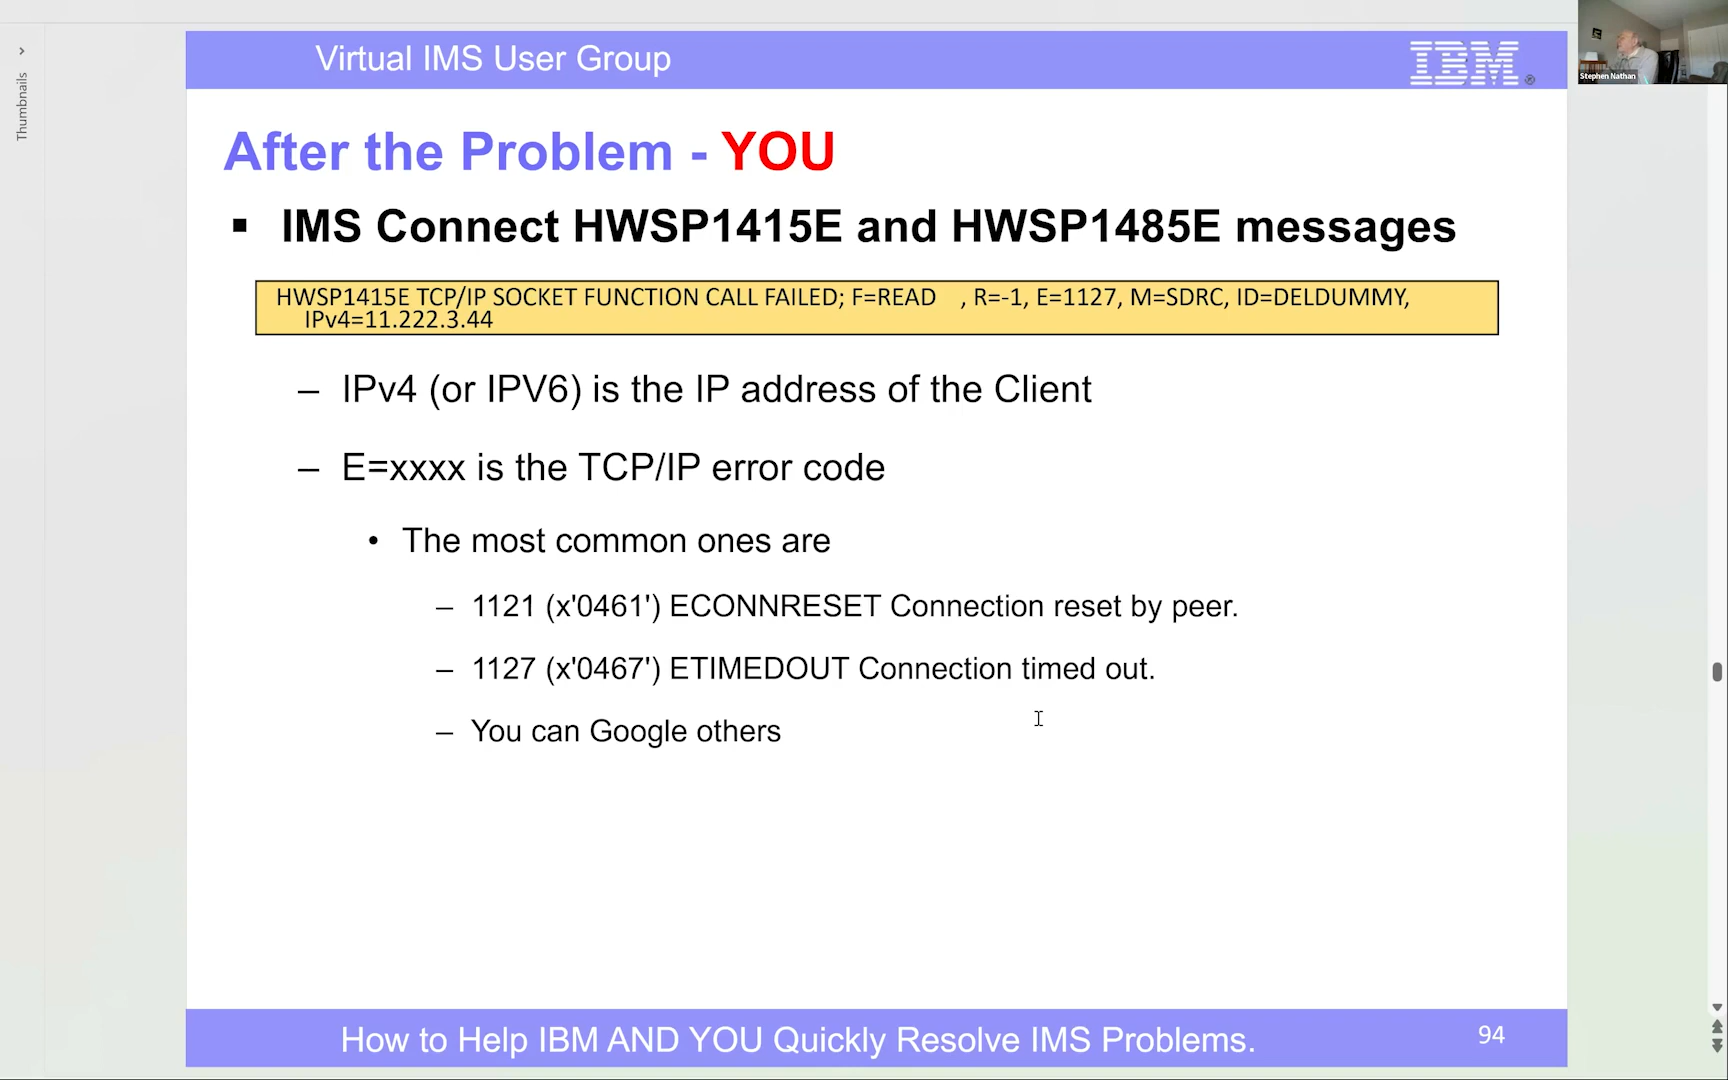 Thumbnails
Virtual IMS User Group
IBM
Stephen Nathan
After the Problem - YOU
▪ IMS Connect HWSP1415E and HWSP1485E messages
HWSP1415E TCP/IP SOCKET FUNCTION CALL FAILED; F=READ , R=-1, E=1127, M=SDRC, ID=DELDUMMY,
IPv4=11.222.3.44
– IPv4 (or IPV6) is the IP address of the Client
– E=xxxx is the TCP/IP error code
• The most common ones are
– 1121 (x'0461') ECONNRESET Connection reset by peer.
– 1127 (x'0467') ETIMEDOUT Connection timed out.
– You can Google others
How to Help IBM AND YOU Quickly Resolve IMS Problems.
94